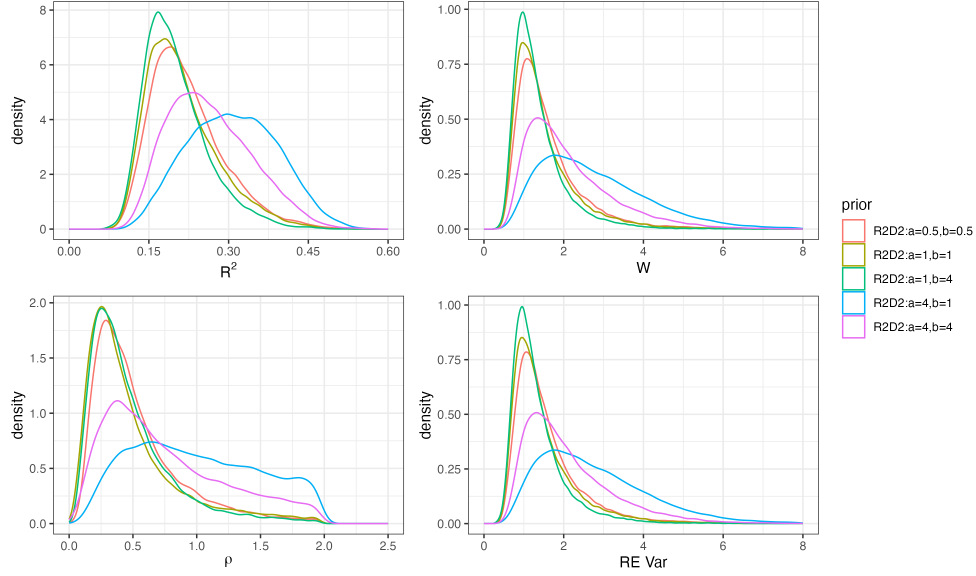 density
8
6
4
2
0
0.00 0.15 0.30 0.45 0.60
R²
density
1.00
0.75
0.50
0.25
0.00
0 2 4 6 8
W
density
2.0
1.5
1.0
0.5
0.0
0.0 0.5 1.0 1.5 2.0 2.5
ρ
density
1.00
0.75
0.50
0.25
0.00
0 2 4 6 8
RE Var
prior
R2D2:a=0.5,b=0.5
R2D2:a=1,b=1
R2D2:a=1,b=4
R2D2:a=4,b=1
R2D2:a=4,b=4